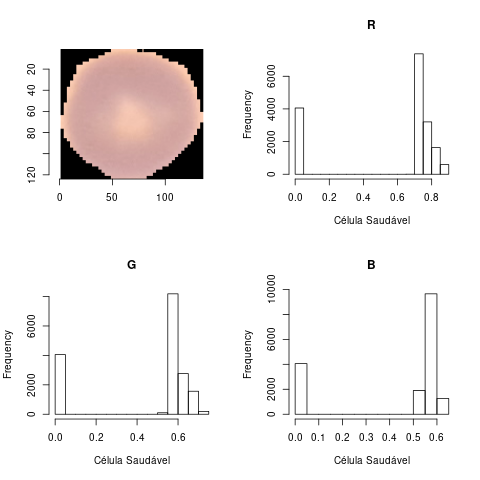 20
40
60
80
120
0 50 100
R
Frequency
0 2000 4000 6000
0.0 0.2 0.4 0.6 0.8
Célula Saudável
G
Frequency
0 2000 6000
0.0 0.2 0.4 0.6
Célula Saudável
B
Frequency
0 2000 6000 10000
0.0 0.1 0.2 0.3 0.4 0.5 0.6
Célula Saudável